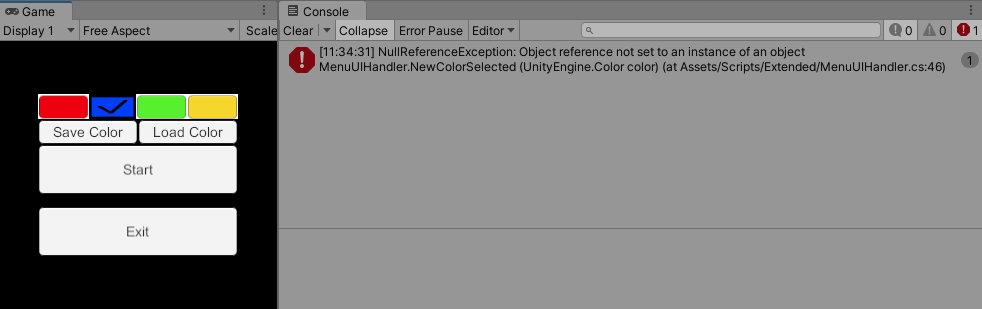 Game
Console
Display 1
Free Aspect
Scale
Clear
Collapse
Error Pause
Editor
0
0
1
[11:34:31] NullReferenceException: Object reference not set to an instance of an object
MenuUIHandler.NewColorSelected (UnityEngine.Color color) (at Assets/Scripts/Extended/MenuUIHandler.cs:46)
1
Save Color
Load Color
Start
Exit